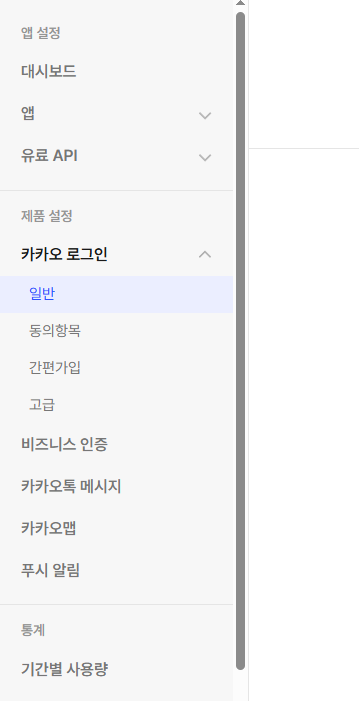 앱 설정
대시보드
앱
유료 API
제품 설정
카카오 로그인
일반
동의항목
간편가입
고급
비즈니스 인증
카카오톡 메시지
카카오맵
푸시 알림
통계
기간별 사용량